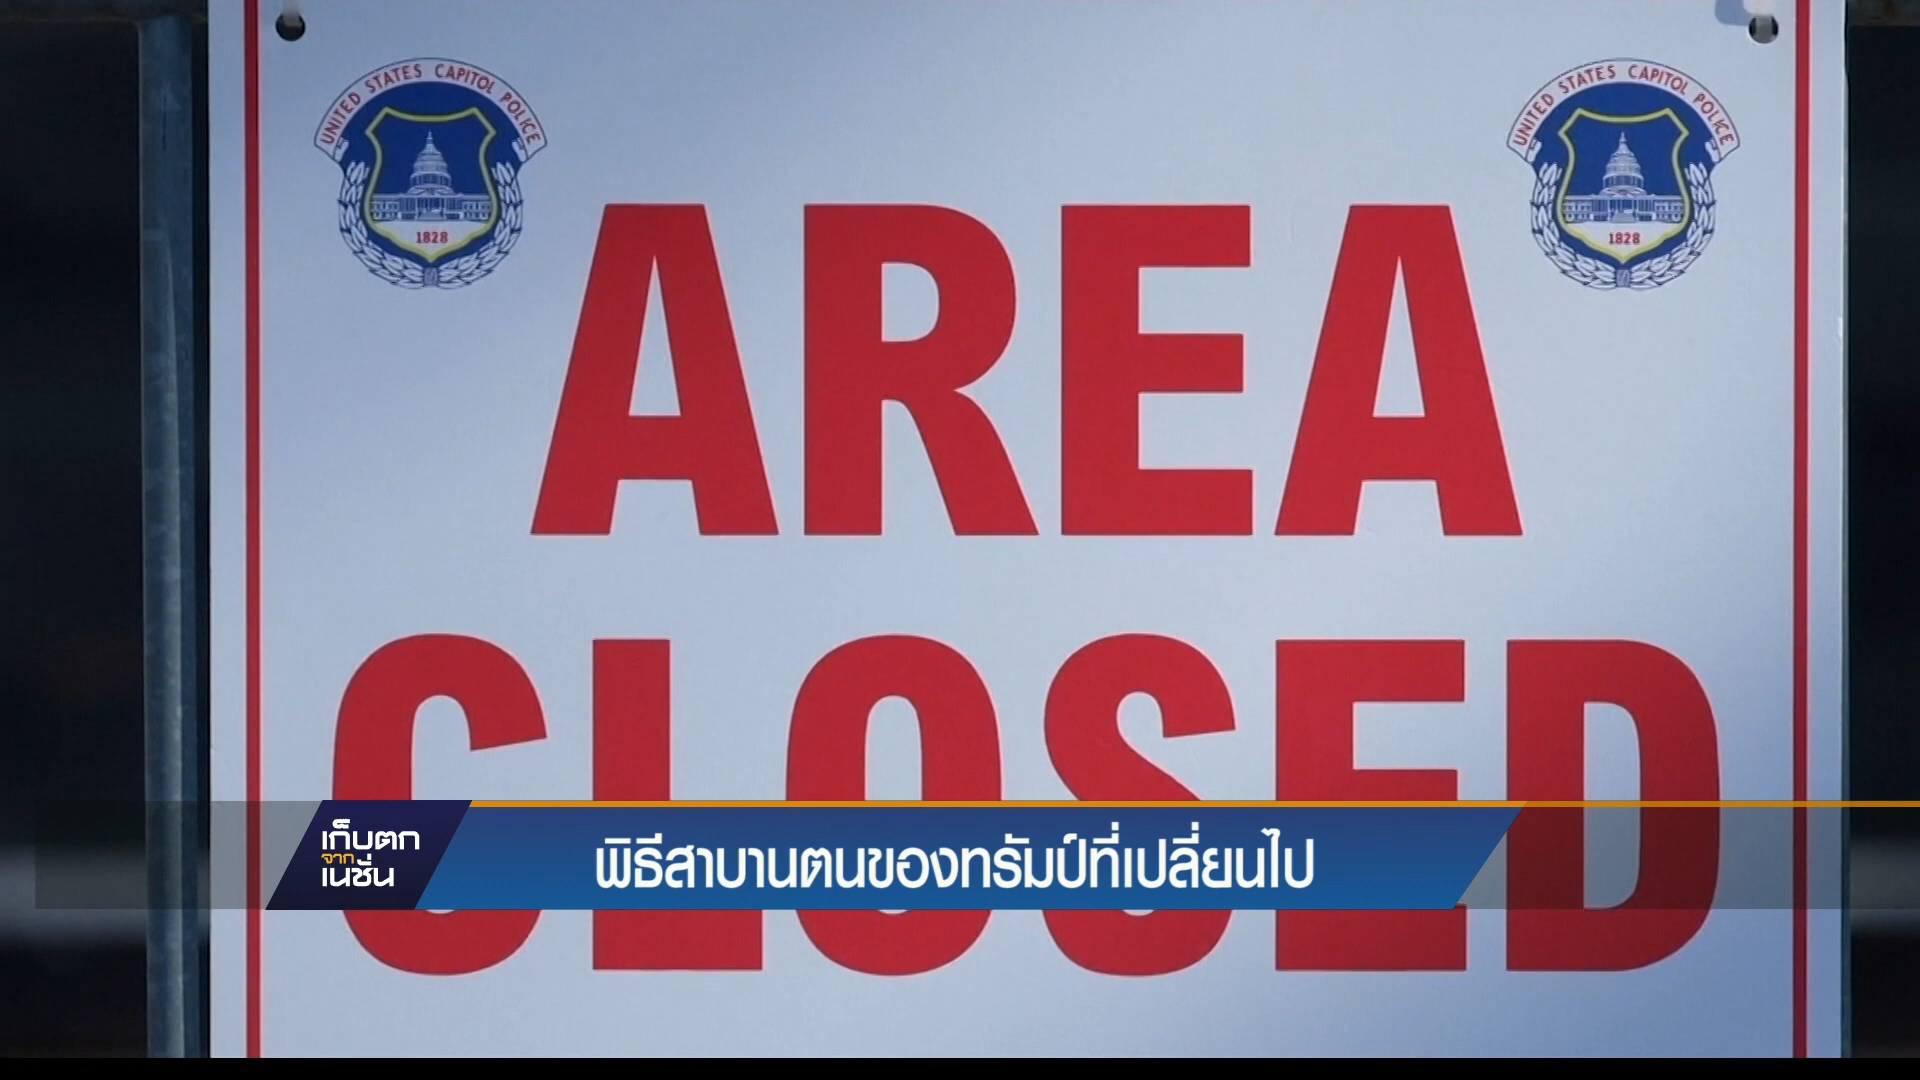 UNITED STATES CAPITOL POLICE
1828
UNITED STATES CAPITOL POLICE
1828
AREA
CLOSED
เก็บตก
จาก
เนชั่น
พิธีสาบานตนของทรัมป์ที่เปลี่ยนไป